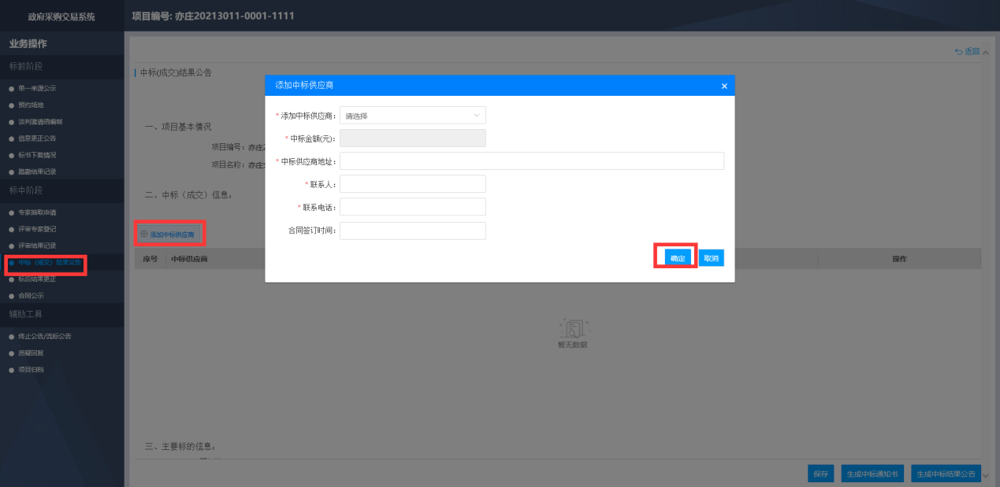 政府采购交易系统
项目编号: 亦庄20213011-0001-1111
业务操作
标前阶段
单一来源公示
预约场地
谈判邀请函编制
信息更正公告
标书下载情况
踏勘结果记录
标中阶段
专家抽取申请
评审专家登记
评审结果记录
中标（成交）结果公告
标后结果更正
合同公示
辅助工具
终止公告/流标公告
质疑回复
项目归档
返回
中标(成交)结果公告
一、项目基本情况
项目编号：亦庄2
项目名称：亦庄
二、中标（成交）信息：
添加中标供应商
序号 中标供应商 操作
暂无数据
三、主要标的信息：
保存 生成中标通知书 生成中标结果公告
添加中标供应商
* 添加中标供应商： 请选择
* 中标金额(元)：
* 中标供应商地址：
* 联系人：
* 联系电话：
合同签订时间：
确定 取消